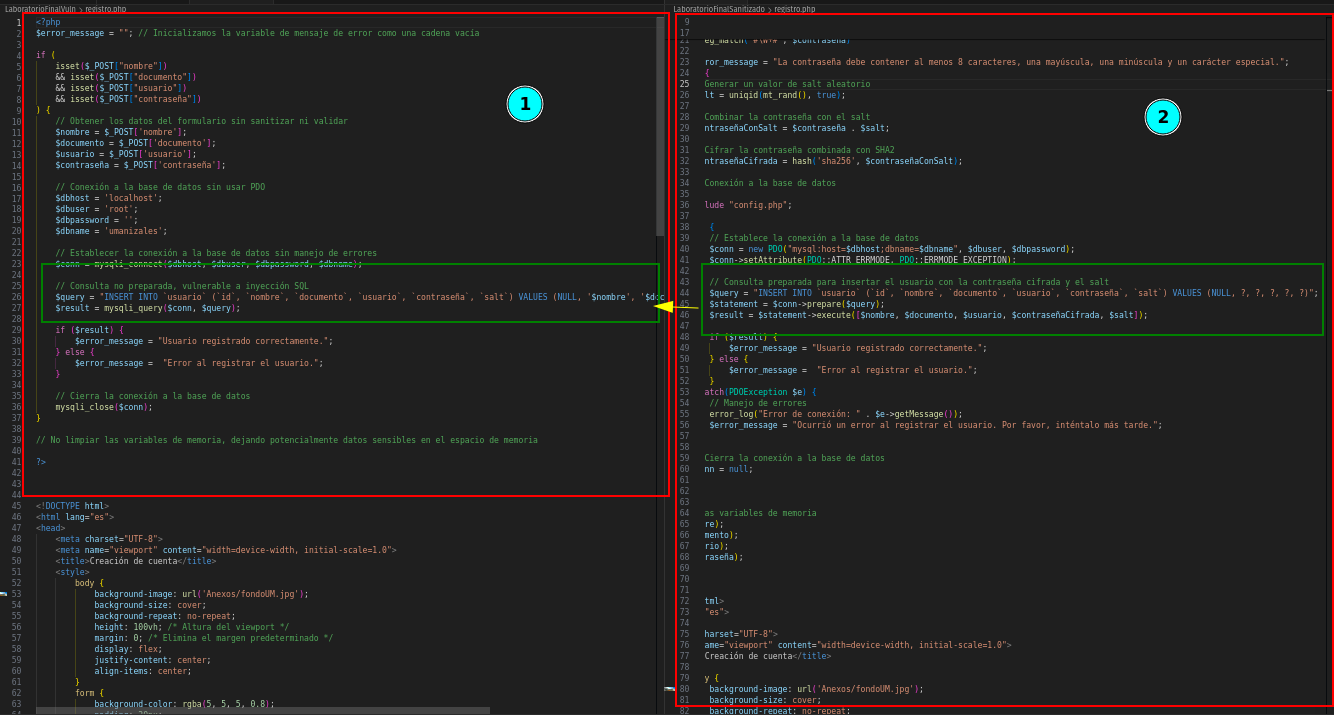 LaboratorioFinalVuln > registro.php
1 <?php
2 $error_message = ""; // Inicializamos la variable de mensaje de error como una cadena vacía
3
4 if (
5 isset($_POST["nombre"])
6 && isset($_POST["documento"])
7 && isset($_POST["usuario"])
8 && isset($_POST["contraseña"])
9 ) {
10 // Obtener los datos del formulario sin sanitizar ni validar
11 $nombre = $_POST['nombre'];
12 $documento = $_POST['documento'];
13 $usuario = $_POST['usuario'];
14 $contraseña = $_POST['contraseña'];
15
16 // Conexión a la base de datos sin usar PDO
17 $dbhost = 'localhost';
18 $dbuser = 'root';
19 $dbpassword = '';
20 $dbname = 'umanizales';
21
22 // Establecer la conexión a la base de datos sin manejo de errores
23 $conn = mysqli_connect($dbhost, $dbuser, $dbpassword, $dbname);
24
25 // Consulta no preparada, vulnerable a inyección SQL
26 $query = "INSERT INTO `usuario` (`id`, `nombre`, `documento`, `usuario`, `contraseña`, `salt`) VALUES (NULL, '$nombre', '$doc
27 $result = mysqli_query($conn, $query);
28
29 if ($result) {
30 $error_message = "Usuario registrado correctamente.";
31 } else {
32 $error_message =  "Error al registrar el usuario.";
33 }
34
35 // Cierra la conexión a la base de datos
36 mysqli_close($conn);
37 }
38
39 // No limpiar las variables de memoria, dejando potencialmente datos sensibles en el espacio de memoria
40
41 ?>
42
43
44
45 <!DOCTYPE html>
46 <html lang="es">
47 <head>
48 <meta charset="UTF-8">
49 <meta name="viewport" content="width=device-width, initial-scale=1.0">
50 <title>Creación de cuenta</title>
51 <style>
52 body {
53 background-image: url('Anexos/fondoUM.jpg');
54 background-size: cover;
55 background-repeat: no-repeat;
56 height: 100vh; /* Altura del viewport */
57 margin: 0; /* Elimina el margen predeterminado */
58 display: flex;
59 justify-content: center;
60 align-items: center;
61 }
62 form {
63 background-color: rgba(5, 5, 5, 0.8);
1
LaboratorioFinalSanitizado > registro.php
9
17
22
23 ror_message = "La contraseña debe contener al menos 8 caracteres, una mayúscula, una minúscula y un carácter especial.";
24 {
25 Generar un valor de salt aleatorio
26 lt = uniqid(mt_rand(), true);
27
28 Combinar la contraseña con el salt
29 ntraseñaConSalt = $contraseña . $salt;
30
31 Cifrar la contraseña combinada con SHA2
32 ntraseñaCifrada = hash('sha256', $contraseñaConSalt);
33
34 Conexión a la base de datos
35
36 lude "config.php";
37
38 {
39 // Establece la conexión a la base de datos
40 $conn = new PDO("mysql:host=$dbhost;dbname=$dbname", $dbuser, $dbpassword);
41 $conn->setAttribute(PDO::ATTR_ERRMODE, PDO::ERRMODE_EXCEPTION);
42
43 // Consulta preparada para insertar el usuario con la contraseña cifrada y el salt
44 $query = "INSERT INTO `usuario` (`id`, `nombre`, `documento`, `usuario`, `contraseña`, `salt`) VALUES (NULL, ?, ?, ?, ?, ?)";
45 $statement = $conn->prepare($query);
46 $result = $statement->execute([$nombre, $documento, $usuario, $contraseñaCifrada, $salt]);
47
48 if ($result) {
49 $error_message = "Usuario registrado correctamente.";
50 } else {
51 $error_message =  "Error al registrar el usuario.";
52 }
53 atch(PDOException $e) {
54 // Manejo de errores
55 error_log("Error de conexión: " . $e->getMessage());
56 $error_message = "Ocurrió un error al registrar el usuario. Por favor, inténtalo más tarde.";
57
58
59 Cierra la conexión a la base de datos
60 nn = null;
61
62
63
64 as variables de memoria
65 re);
66 mento);
67 rio);
68 raseña);
69
70
71
72 tml>
73 "es">
74
75 harset="UTF-8">
76 ame="viewport" content="width=device-width, initial-scale=1.0">
77 Creación de cuenta</title>
78
79 y {
80 background-image: url('Anexos/fondoUM.jpg');
81 background-size: cover;
82 background-repeat: no-repeat;
2